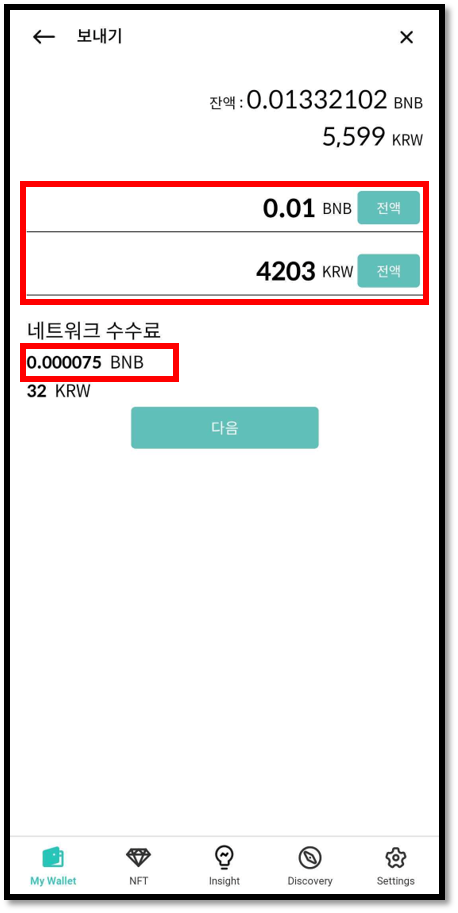 보내기
잔액 : 0.01332102 BNB
5,599 KRW
0.01 BNB 전액
4203 KRW 전액
네트워크 수수료
0.000075 BNB
32 KRW
다음
My Wallet NFT Insight Discovery Settings